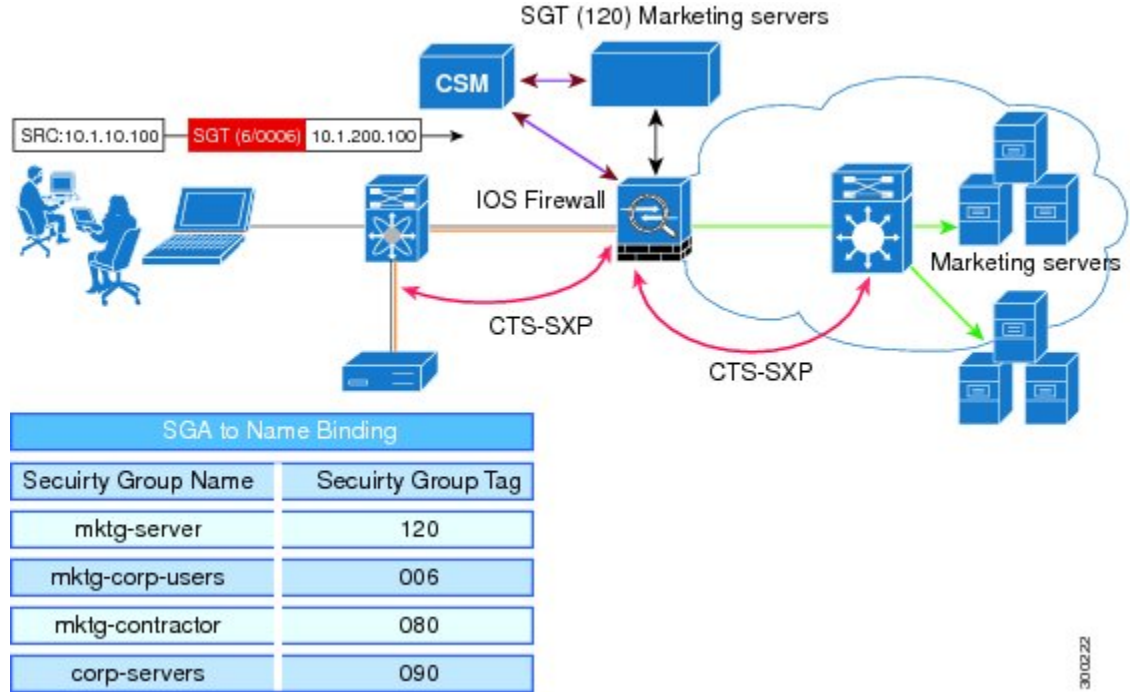 SGT (120) Marketing servers
CSM
SRC:10.1.10.100 SGT (6/0006) 10.1.200.100
IOS Firewall
Marketing servers
CTS-SXP
CTS-SXP
SGA to Name Binding
Secuirty Group Name Secuirty Group Tag
mktg-server 120
mktg-corp-users 006
mktg-contractor 080
corp-servers 090
300222